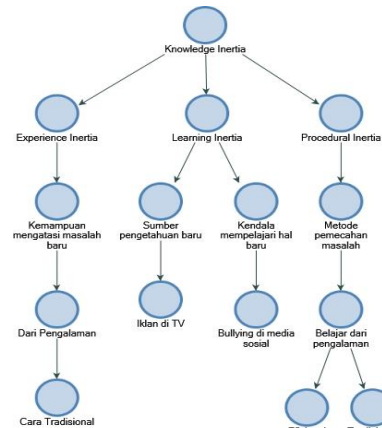 Knowledge Inertia
Experience Inertia
Learning Inertia
Procedural Inertia
Kemampuan
mengatasi masalah
baru
Sumber
pengetahuan baru
Kendala
mempelajari hal
baru
Metode
pemecahan
masalah
Dari Pengalaman
Iklan di TV
Bullying di media
sosial
Belajar dari
pengalaman
Cara Tradisional